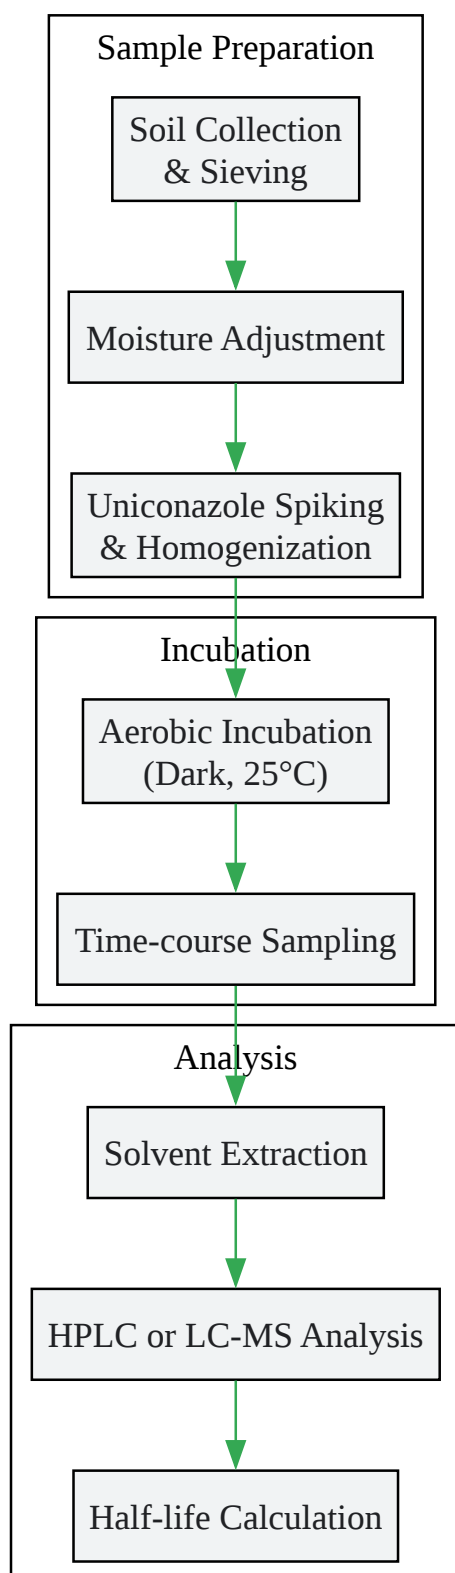 Sample Preparation
Soil Collection
& Sieving
Moisture Adjustment
Uniconazole Spiking
& Homogenization
Incubation
Aerobic Incubation
(Dark, 25°C)
Time-course Sampling
Analysis
Solvent Extraction
HPLC or LC-MS Analysis
Half-life Calculation